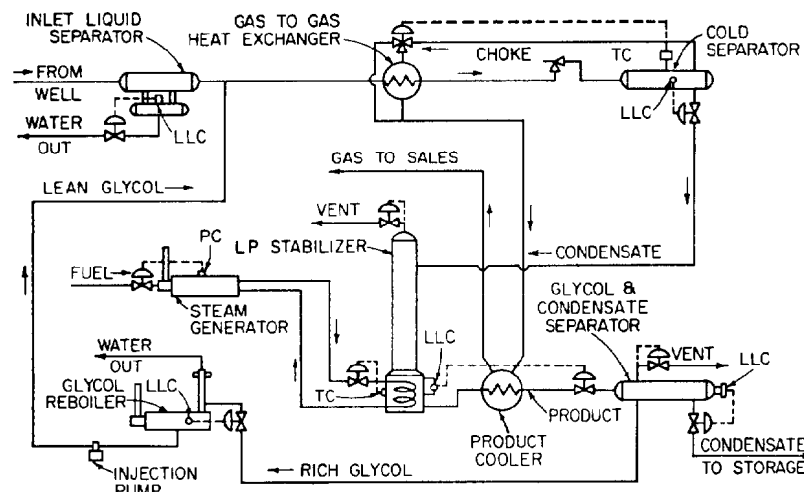 INLET LIQUID
SEPARATOR
GAS TO GAS
HEAT EXCHANGER
FROM
WELL
LLC
WATER
OUT
CHOKE
TC
COLD
SEPARATOR
LLC
LEAN GLYCOL
GAS TO SALES
VENT
LP STABILIZER
CONDENSATE
PC
FUEL
STEAM
GENERATOR
GLYCOL &
CONDENSATE
SEPARATOR
LLC
VENT
LLC
WATER
OUT
GLYCOL
REBOILER
LLC
TC
PRODUCT
PRODUCT
COOLER
CONDENSATE
TO STORAGE
RICH GLYCOL
INJECTION
PUMP